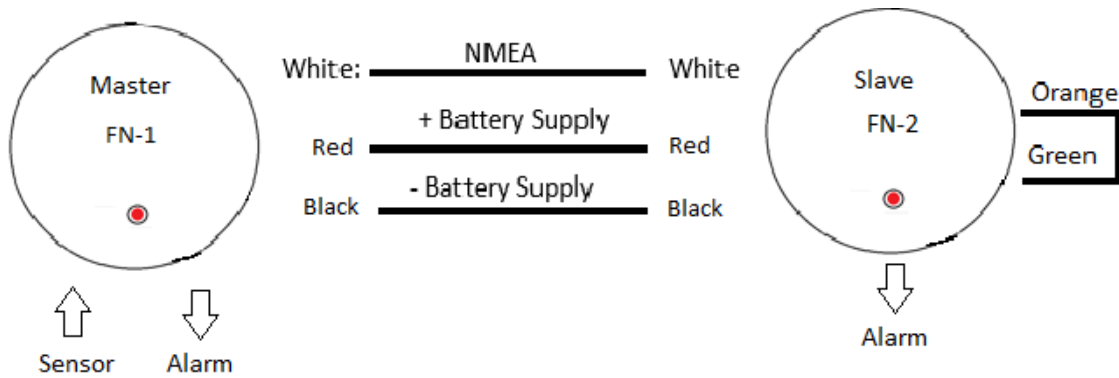 Master
FN-1
Sensor
Alarm
White: NMEA White
+ Battery Supply
Red Red
- Battery Supply
Black Black
Slave
FN-2
Orange
Green
Alarm